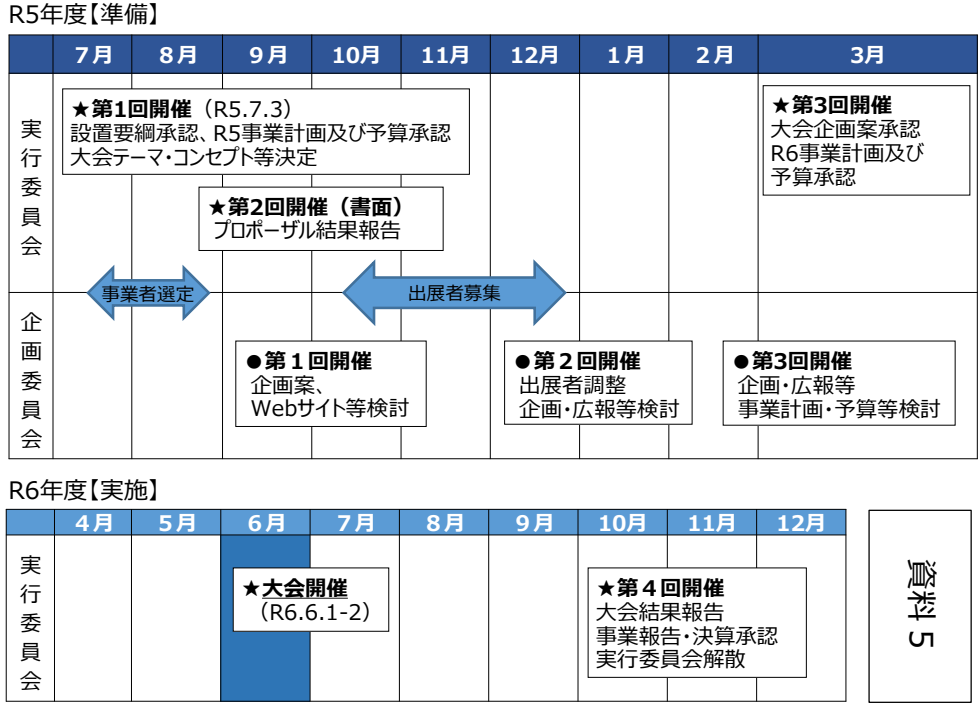 R5年度【準備】
7月 8月 9月 10月 11月 12月 1月 2月 3月
実行委員会
★第1回開催（R5.7.3）
設置要綱承認、R5事業計画及び予算承認
大会テーマ・コンセプト等決定
★第2回開催（書面）
プロポーザル結果報告
★第3回開催
大会企画案承認
R6事業計画及び
予算承認
事業者選定
出展者募集
企画委員会
●第１回開催
企画案、
Webサイト等検討
●第２回開催
出展者調整
企画・広報等検討
●第3回開催
企画・広報等
事業計画・予算等検討
R6年度【実施】
4月 5月 6月 7月 8月 9月 10月 11月 12月
実行委員会
★大会開催
（R6.6.1-2）
★第４回開催
大会結果報告
事業報告・決算承認
実行委員会解散
資料５